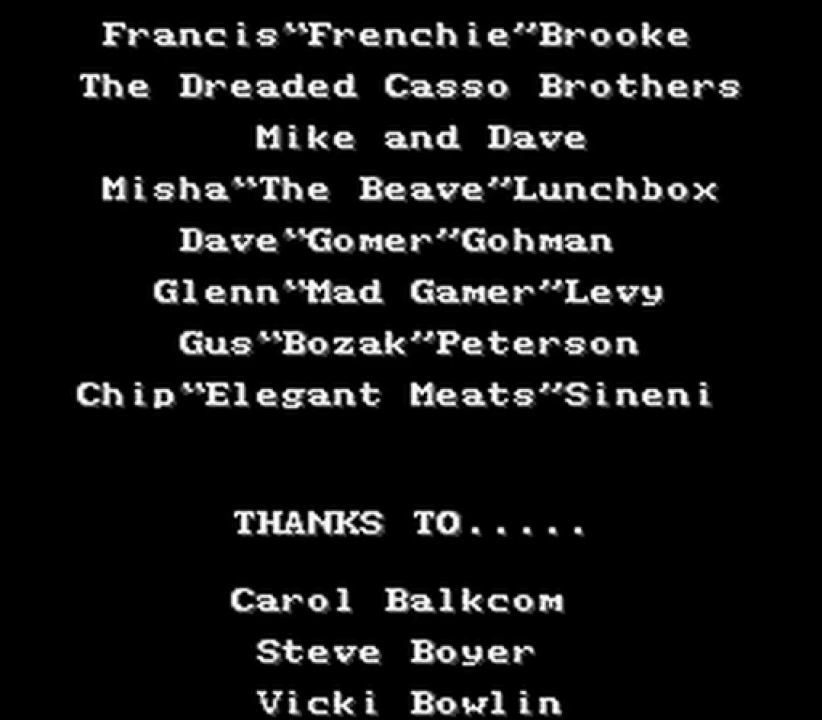 Francis"Frenchie"Brooke
The Dreaded Casso Brothers
Mike and Dave
Misha"The Beave"Lunchbox
Dave"Gomer"Gohman
Glenn"Mad Gamer"Levy
Gus"Bozak"Peterson
Chip"Elegant Meats"Sineni
THANKS TO.....
Carol Balkcom
Steve Boyer
Vicki Bowlin